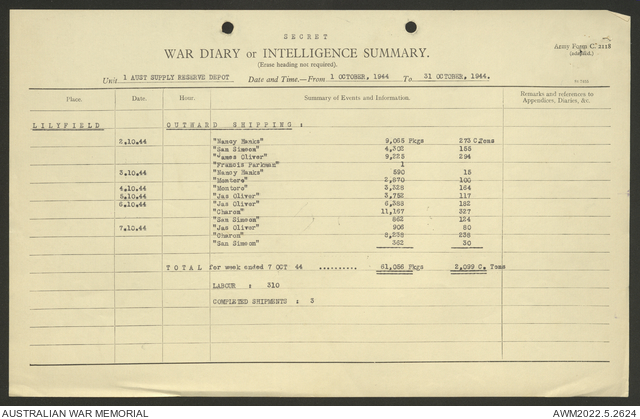 SECRET
WAR DIARY or INTELLIGENCE SUMMARY.
(Erase heading not required).
Army Form C. 2118
Unit 1 AUST SUPPLY RESERVE DEPOT Date and Time.—From 1 OCTOBER, 1944 To 31 OCTOBER, 1944.
Place. Date. Hour. Summary of Events and Information. Remarks and references to Appendices, Diaries, &c.
LILYFIELD OUTWARD SHIPPING :
2.10.44 "Nancy Hanks" 9,065 Pkgs 273 C.Tons
"San Simeon" 4,302 155
"James Oliver" 9,225 294
"Francis Parkman" 1
3.10.44 "Nancy Hanks" 590 15
"Montoro" 2,870 100
4.10.44 "Montoro" 3,328 164
5.10.44 "Jas Oliver" 3,752 117
6.10.44 "Jas Oliver" 6,388 182
"Charon" 11,167 327
"San Simeon" 862 124
7.10.44 "Jas Oliver" 906 80
"Charon" 8,238 238
"San Simeon" 362 30
TOTAL for week ended 7 OCT 44 .......... 61,056 Pkgs 2,099 C. Tons
LABOUR : 310
COMPLETED SHIPMENTS : 3
AUSTRALIAN WAR MEMORIAL AWM2022.5.2624